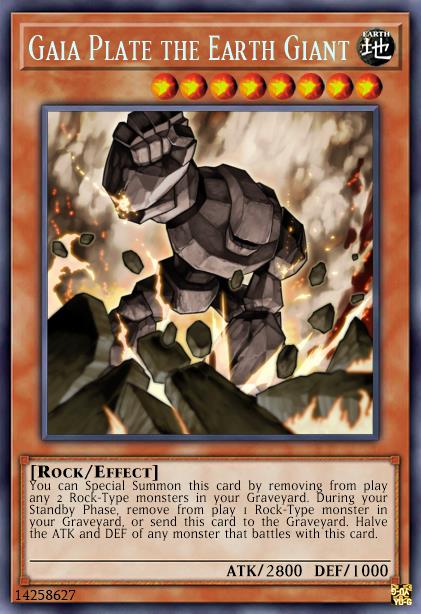 GAIA PLATE THE EARTH GIANT
EARTH
地
[ROCK/EFFECT]
You can Special Summon this card by removing from play
any 2 Rock-Type monsters in your Graveyard. During your
Standby Phase, remove from play 1 Rock-Type monster in
your Graveyard, or send this card to the Graveyard. Halve
the ATK and DEF of any monster that battles with this card.
ATK/2800 DEF/1000
14258627